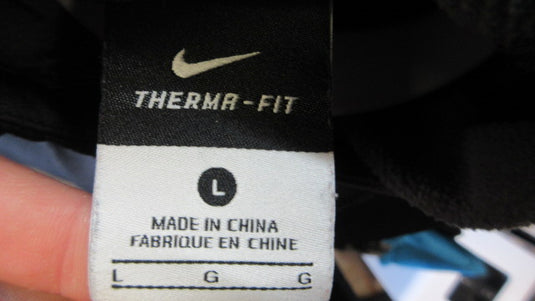 THERMA-FIT
L
MADE IN CHINA
FABRIQUE EN CHINE
L G G